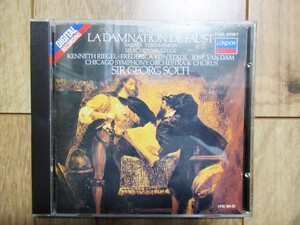 DIGITAL
LA DAMNATION DE FAUST
LONDON
KENNETH RIEGEL · FREDERICA VON STADE · JOSÉ VAN DAM
CHICAGO SYMPHONY ORCHESTRA & CHORUS
SIR GEORG SOLTI